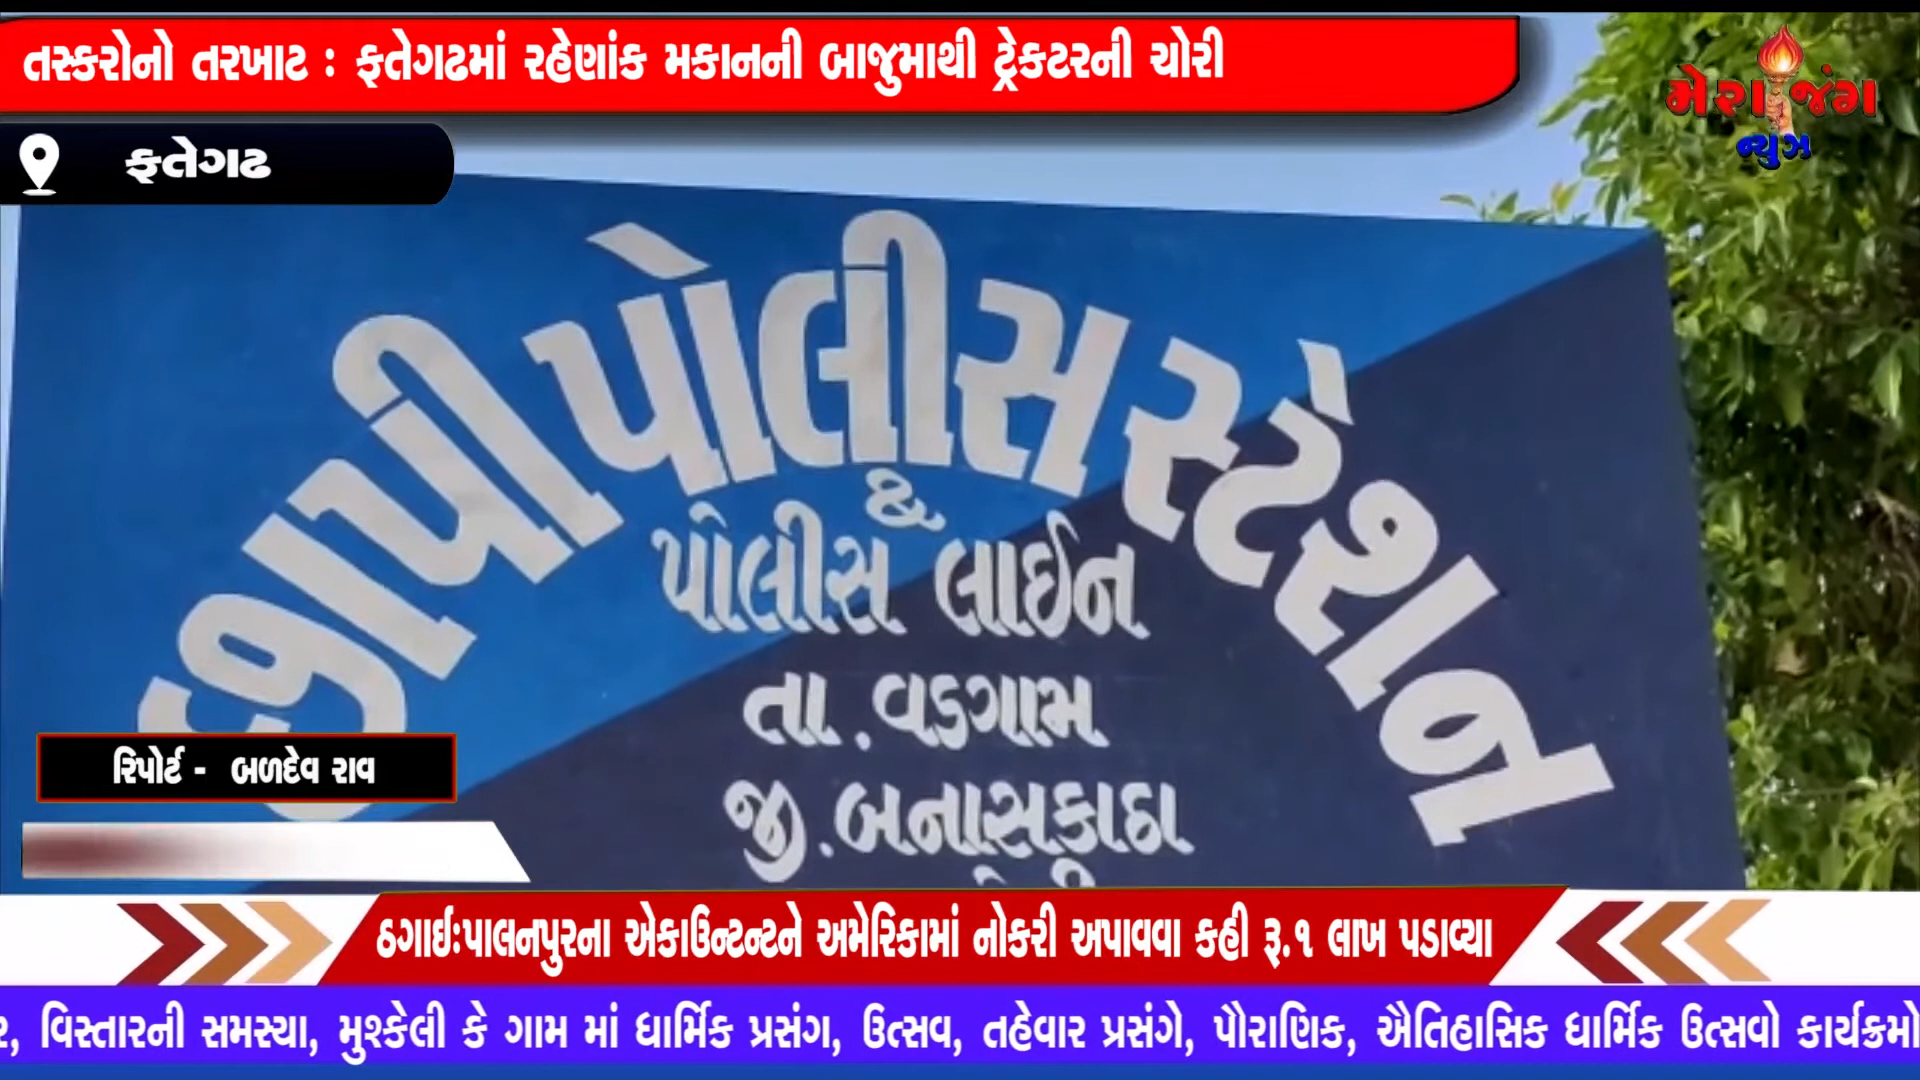 તસ્કરોનો તરખાટ : ફતેગઢમાં રહેણાંક મકાનની બાજુમાથી ટ્રેકટરની ચોરી
મેરા જંગ
ન્યુઝ
ફતેગઢ
છાપી પોલીસ સ્ટેશન
પોલીસ લાઈન
તા.વડગામ
જી.બનાસકાઠા
રિપોર્ટ - બળદેવ રાવ
ઠગાઈઃપાલનપુરના એકાઉન્ટન્ટને અમેરિકામાં નોકરી અપાવવા કહી રૂ.૧ લાખ પડાવ્યા
ર, વિસ્તારની સમસ્યા, મુશ્કેલી કે ગામ માં ધાર્મિક પ્રસંગ, ઉત્સવ, તહેવાર પ્રસંગે, પૌરાણિક, ઐતિહાસિક ધાર્મિક ઉત્સવો કાર્યક્રમો